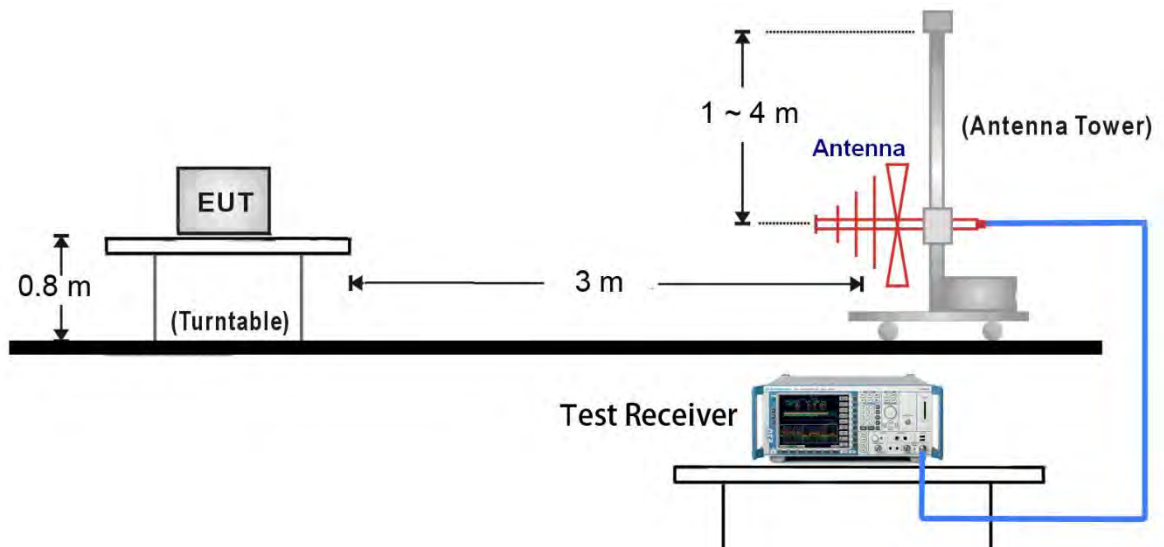 1 ~ 4 m
(Antenna Tower)
Antenna
EUT
0.8 m
3 m
(Turntable)
Test Receiver